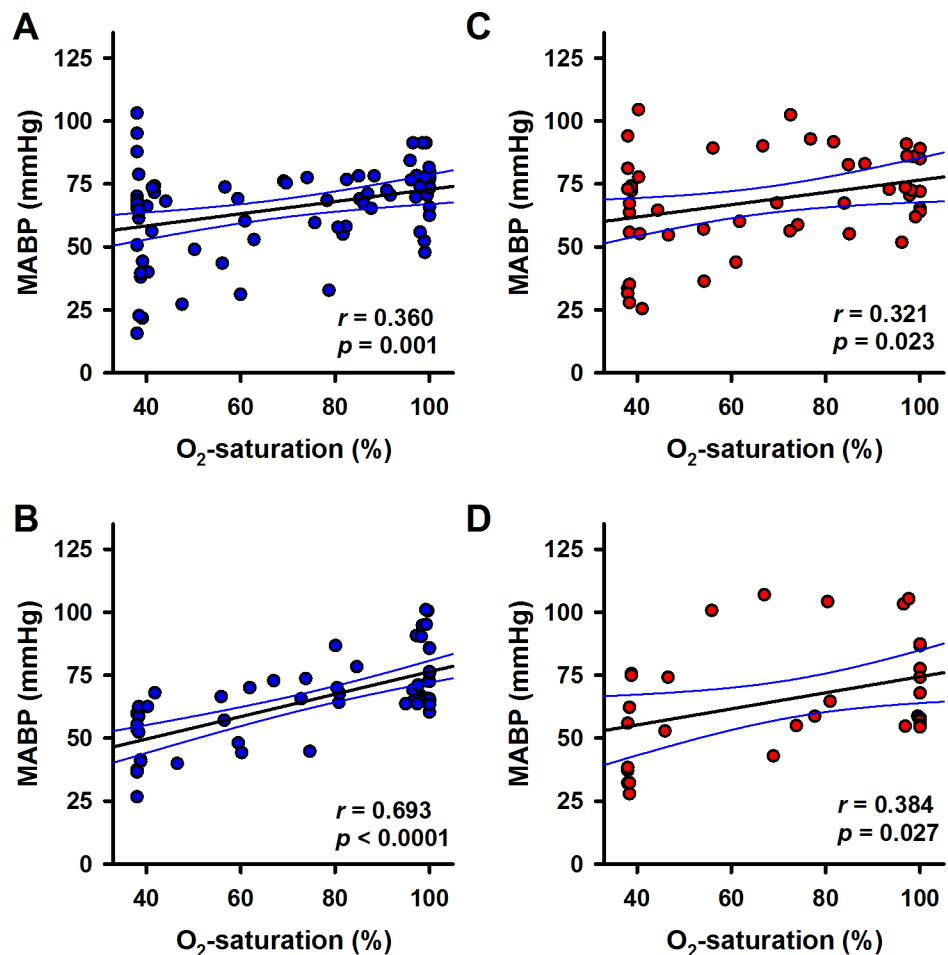 A
MABP (mmHg)
125
100
75
50
25
0
r = 0.360
p = 0.001
40 60 80 100
O₂-saturation (%)
C
MABP (mmHg)
125
100
75
50
25
0
r = 0.321
p = 0.023
40 60 80 100
O₂-saturation (%)
B
MABP (mmHg)
125
100
75
50
25
0
r = 0.693
p < 0.0001
40 60 80 100
O₂-saturation (%)
D
MABP (mmHg)
125
100
75
50
25
0
r = 0.384
p = 0.027
40 60 80 100
O₂-saturation (%)